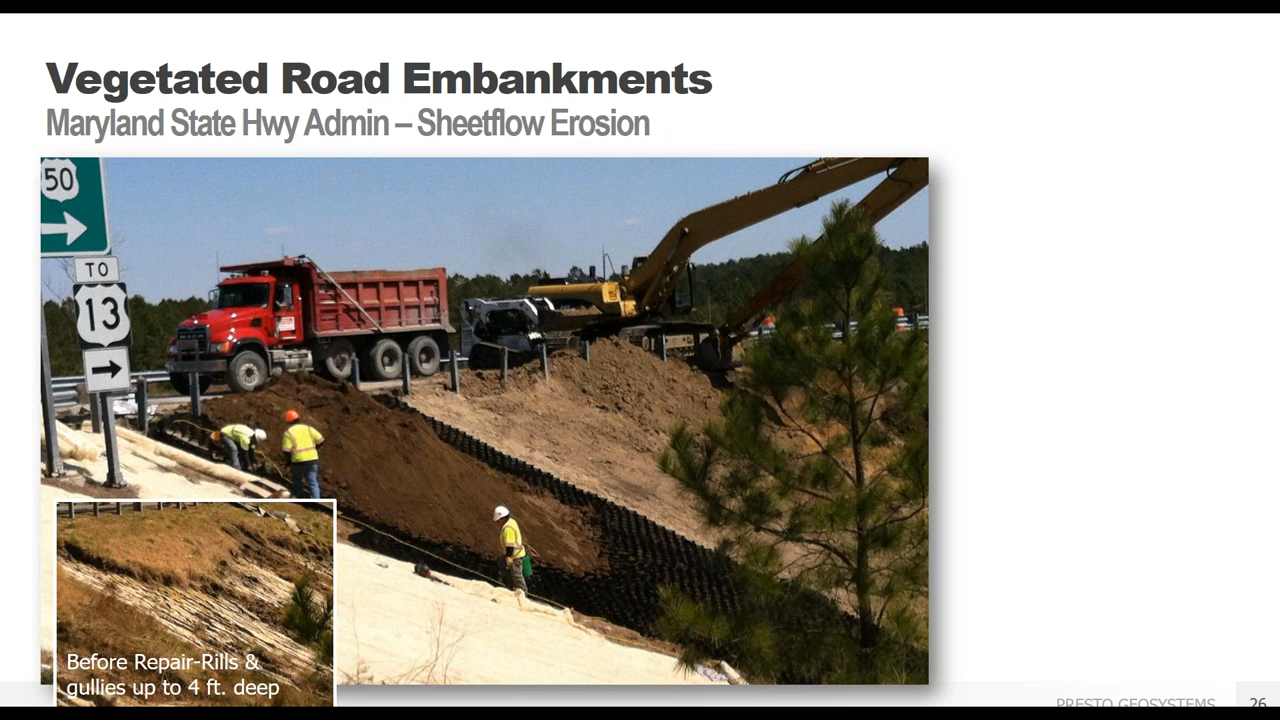 Vegetated Road Embankments
Maryland State Hwy Admin – Sheetflow Erosion
50
TO
13
Before Repair-Rills &
gullies up to 4 ft. deep
PRESTO GEOSYSTEMS
26